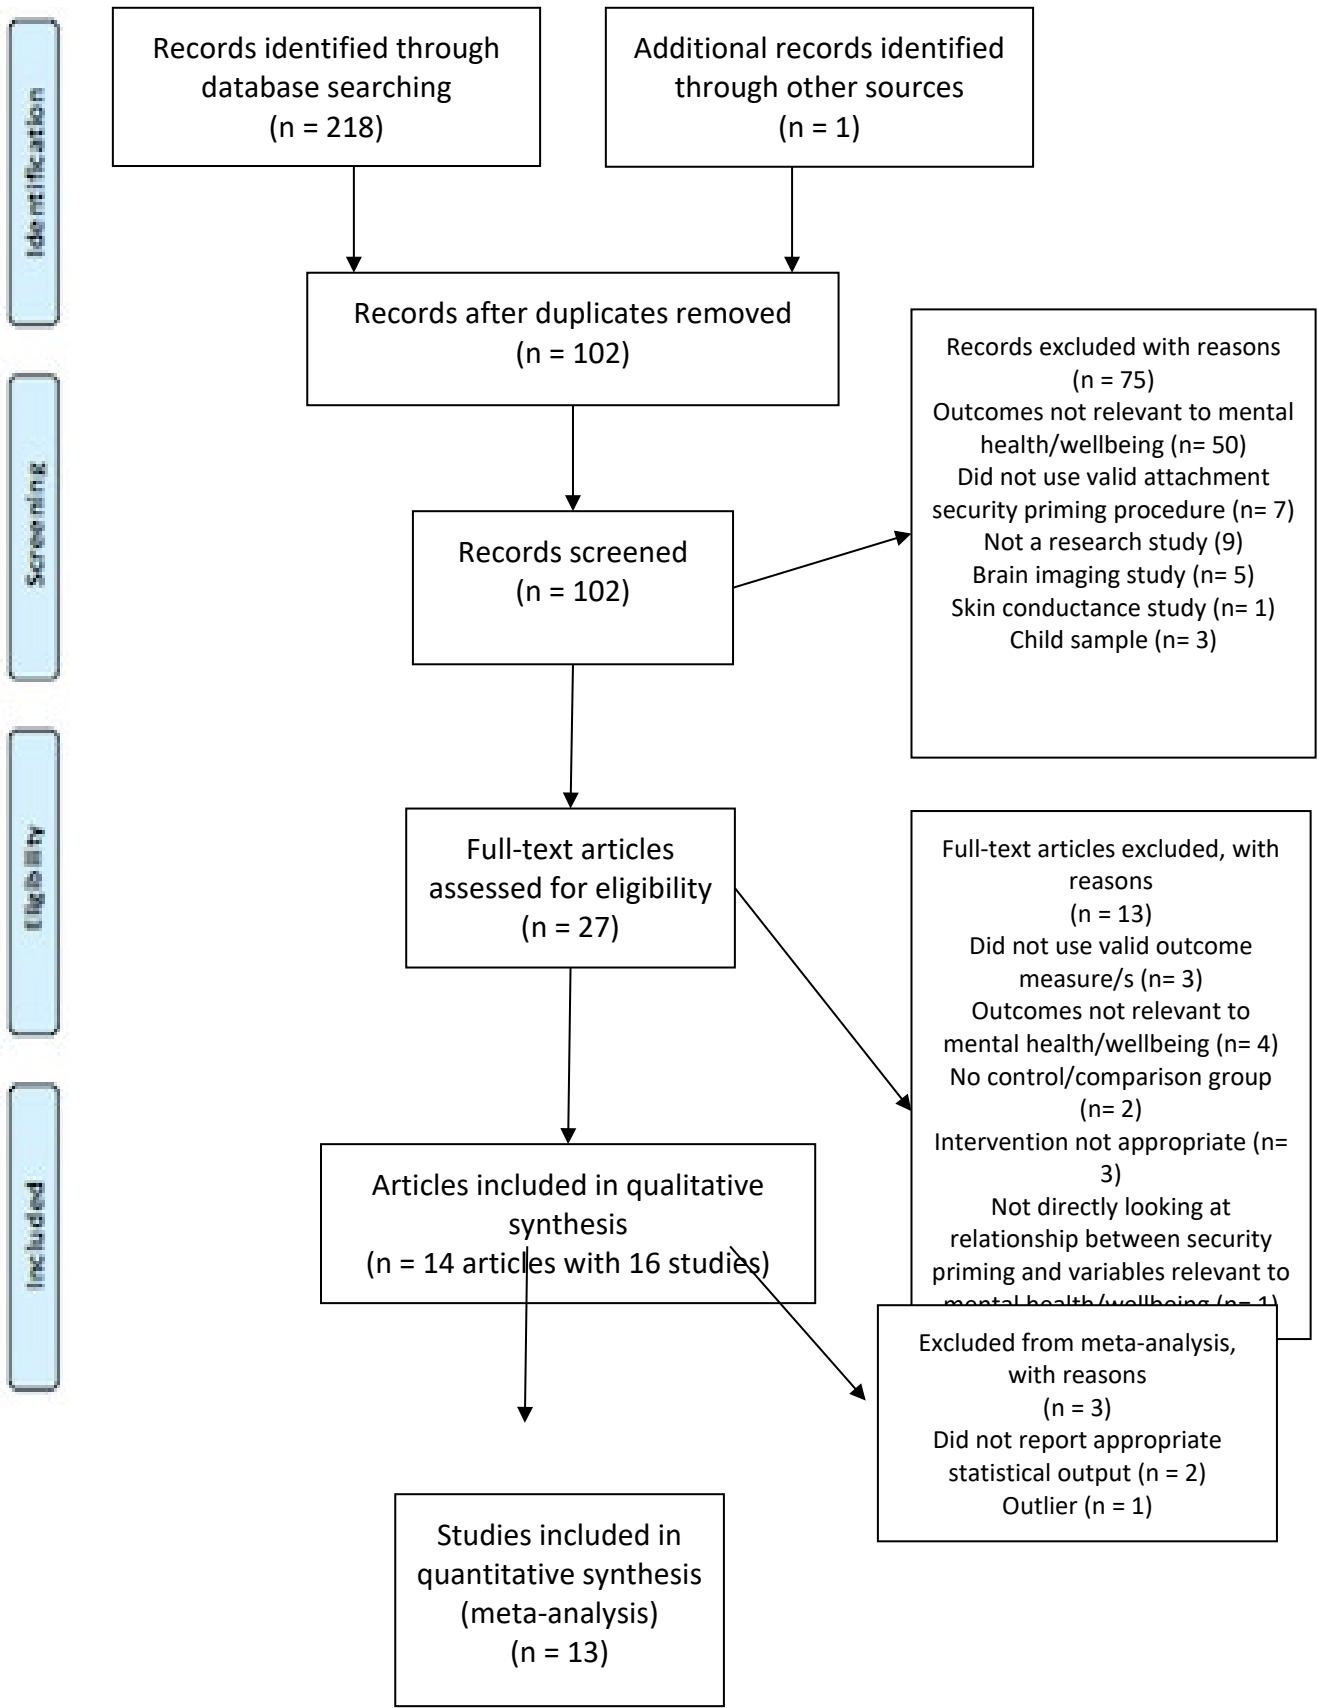 Identification
Records identified through
database searching
(n = 218)
Additional records identified
through other sources
(n = 1)
Records after duplicates removed
(n = 102)
Screening
Records screened
(n = 102)
Records excluded with reasons
(n = 75)
Outcomes not relevant to mental
health/wellbeing (n= 50)
Did not use valid attachment
security priming procedure (n= 7)
Not a research study (9)
Brain imaging study (n= 5)
Skin conductance study (n= 1)
Child sample (n= 3)
Eligibility
Full-text articles
assessed for eligibility
(n = 27)
Full-text articles excluded, with
reasons
(n = 13)
Did not use valid outcome
measure/s (n= 3)
Outcomes not relevant to
mental health/wellbeing (n= 4)
No control/comparison group
(n= 2)
Intervention not appropriate (n=
3)
Not directly looking at
relationship between security
priming and variables relevant to
mental health/wellbeing (n= 1)
Included
Articles included in qualitative
synthesis
(n = 14 articles with 16 studies)
Excluded from meta-analysis,
with reasons
(n = 3)
Did not report appropriate
statistical output (n = 2)
Outlier (n = 1)
Studies included in
quantitative synthesis
(meta-analysis)
(n = 13)